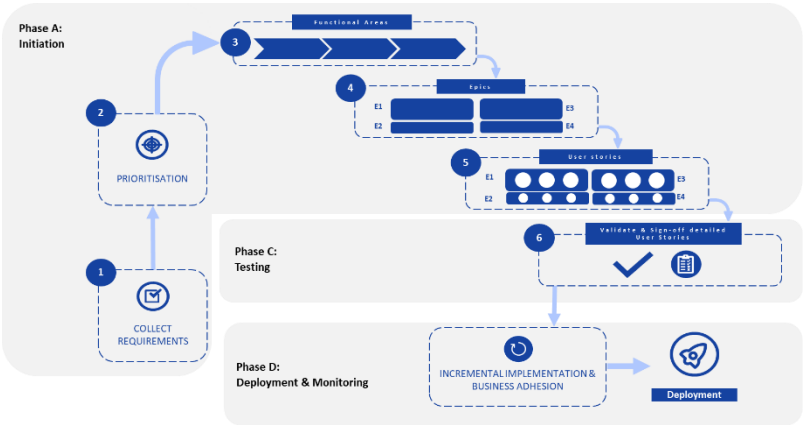 Phase A:
Initiation
3
Functional Areas
4
Epics
E1
E3
E2
E4
2
PRIORITISATION
5
User stories
E1
E3
E2
E4
6
Validate & Sign-off detailed
User Stories
Phase C:
Testing
1
COLLECT
REQUIREMENTS
Phase D:
Deployment & Monitoring
INCREMENTAL IMPLEMENTATION &
BUSINESS ADHESION
Deployment